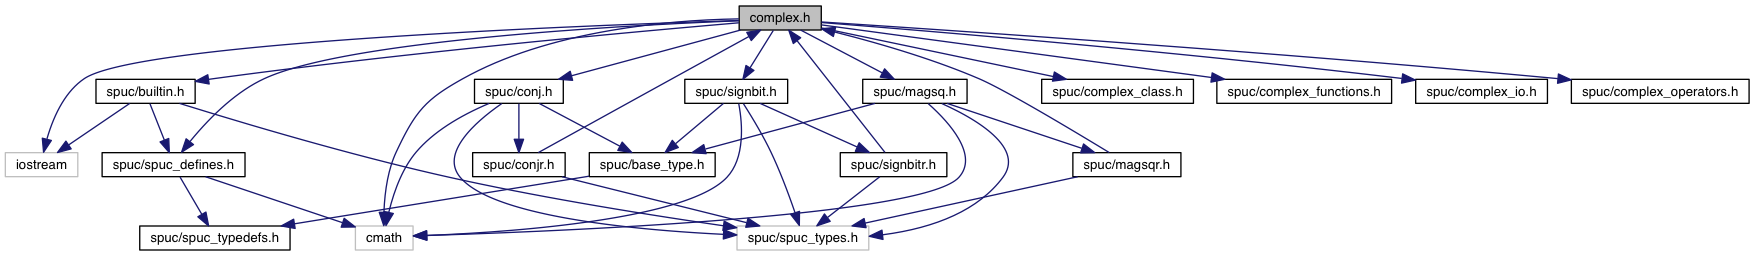 complex.h
spuc/builtin.h
spuc/conj.h
spuc/signbit.h
spuc/magsq.h
spuc/complex_class.h
spuc/complex_functions.h
spuc/complex_io.h
spuc/complex_operators.h
iostream
spuc/spuc_defines.h
spuc/conjr.h
spuc/base_type.h
spuc/signbitr.h
spuc/magsqr.h
spuc/spuc_typedefs.h
cmath
spuc/spuc_types.h